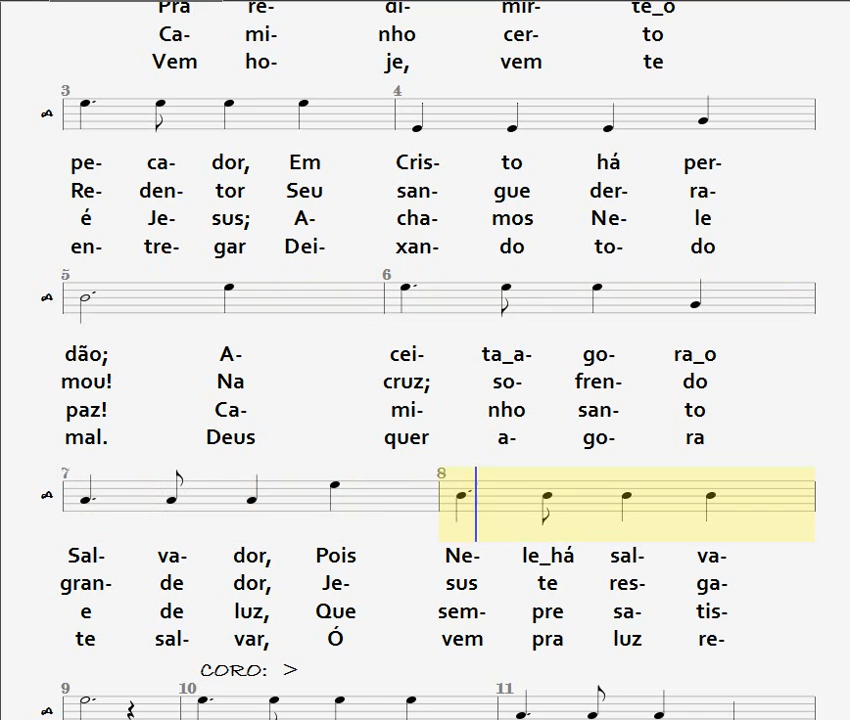 Pra re- di- mir- te_o
Ca- mi- nho cer- to
Vem ho- je, vem te
3 4
A
pe- ca- dor, Em Cris- to há per-
Re- den- tor Seu san- gue der- ra-
é Je- sus; A- cha- mos Ne- le
en- tre- gar Dei- xan- do to- do
5 6
A
dão; A- cei- ta_a- go- ra_o
mou! Na cruz; so- fren- do
paz! Ca- mi- nho san- to
mal. Deus quer a- go- ra
7 8
A
Sal- va- dor, Pois Ne- le_há sal- va-
gran- de dor, Je- sus te res- ga-
e de luz, Que sem- pre sa- tis-
te sal- var, Ó vem pra luz re-
CORO: >
9 10 11
A